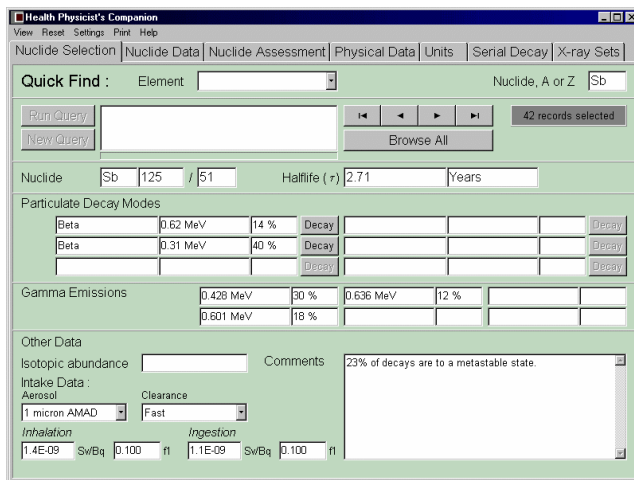 Health Physicist's Companion
View Reset Settings Print Help
Nuclide Selection Nuclide Data Nuclide Assessment Physical Data Units Serial Decay X-ray Sets
Quick Find : Element Nuclide, A or Z Sb
Run Query 42 records selected
New Query Browse All
Nuclide Sb 125 / 51 Halflife ( τ ) 2.71 Years
Particulate Decay Modes
Beta 0.62 MeV 14 % Decay Decay
Beta 0.31 MeV 40 % Decay Decay
Decay Decay
Gamma Emissions 0.428 MeV 30 % 0.636 MeV 12 %
0.601 MeV 18 %
Other Data
Isotopic abundance Comments 23% of decays are to a metastable state.
Intake Data :
Aerosol Clearance
1 micron AMAD Fast
Inhalation Ingestion
1.4E-09 Sv/Bq 0.100 f1 1.1E-09 Sv/Bq 0.100 f1